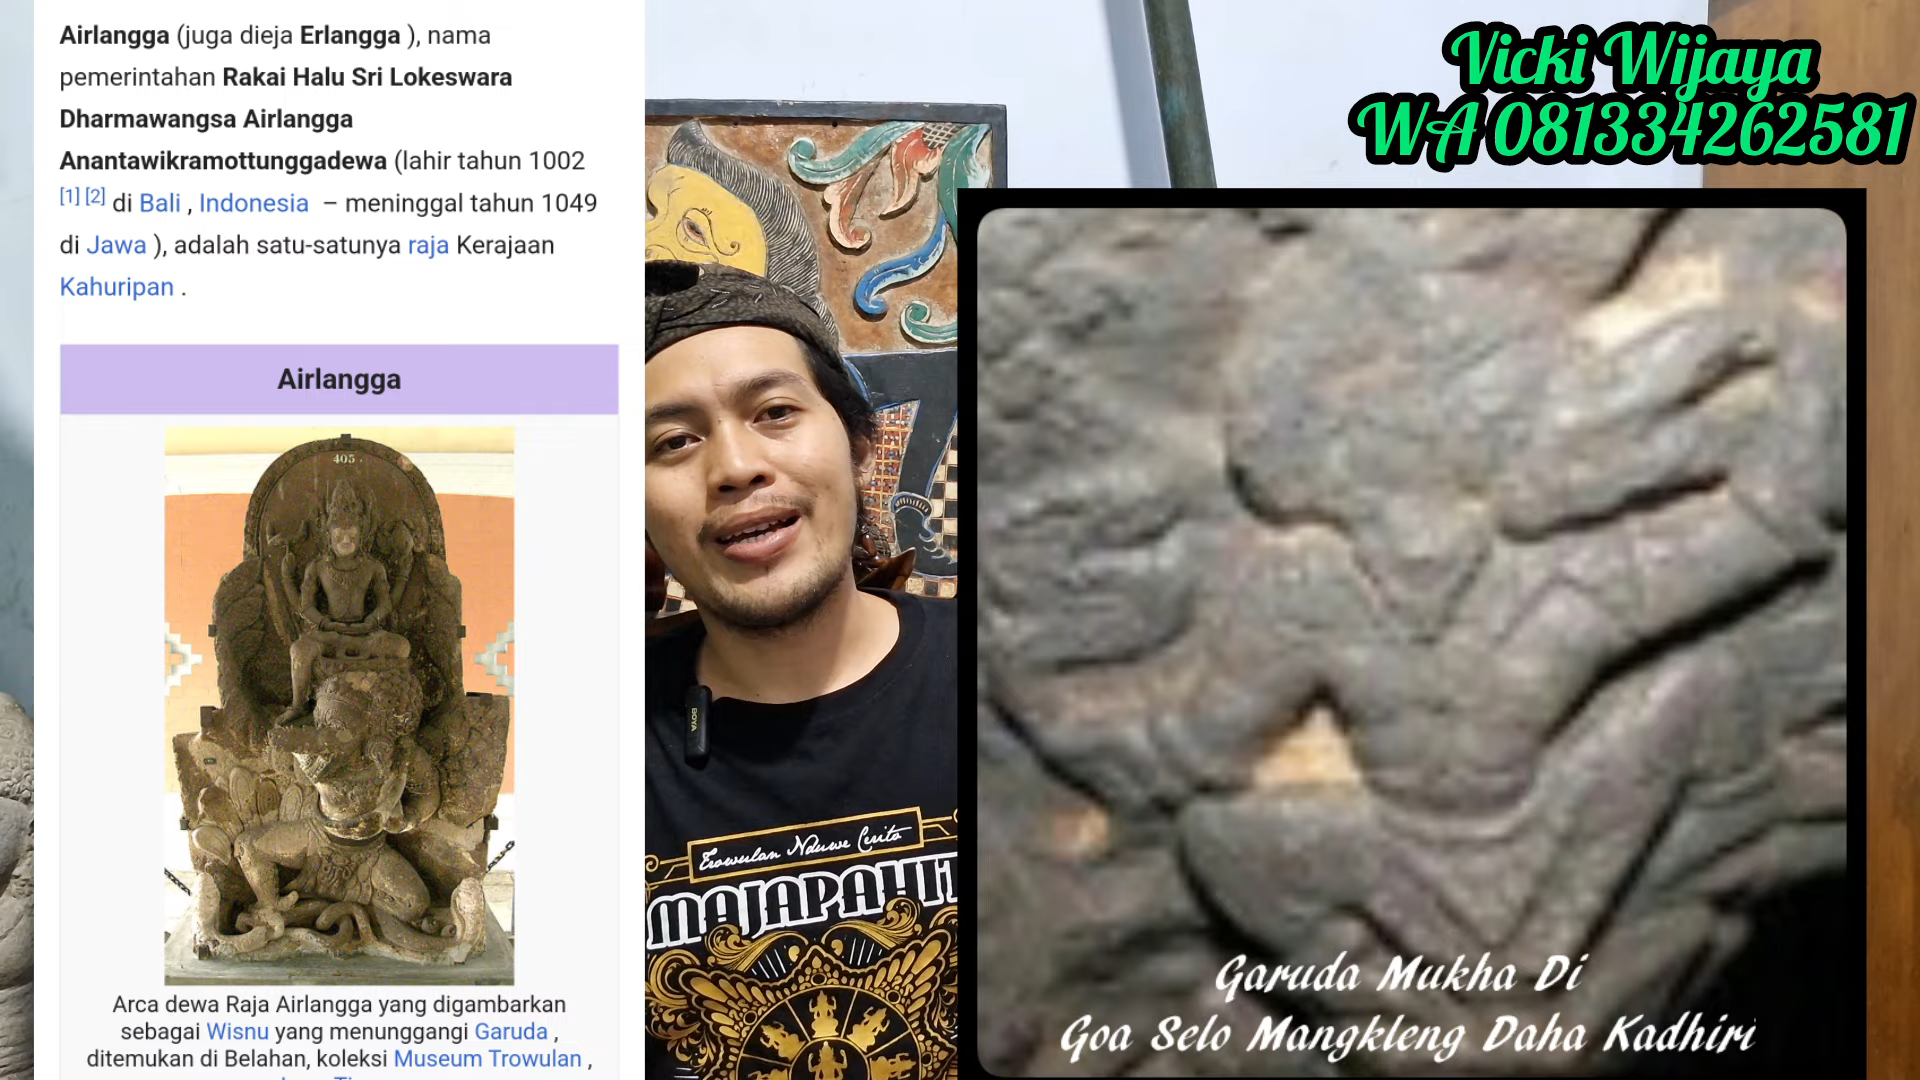 Airlangga (juga dieja Erlangga ), nama
pemerintahan Rakai Halu Sri Lokeswara
Dharmawangsa Airlangga
Anantawikramottunggadewa (lahir tahun 1002
[1] [2] di Bali , Indonesia – meninggal tahun 1049
di Jawa ), adalah satu-satunya raja Kerajaan
Kahuripan .
Airlangga
405.
Arca dewa Raja Airlangga yang digambarkan
sebagai Wisnu yang menunggangi Garuda ,
ditemukan di Belahan, koleksi Museum Trowulan ,
Vicki Wijaya
WA 081334262581
BOYA
Trowulan Nduwe Cerito
MAJAPAHIT
Garuda Mukha Di
Goa Selo Mangkleng Daha Kadhiri